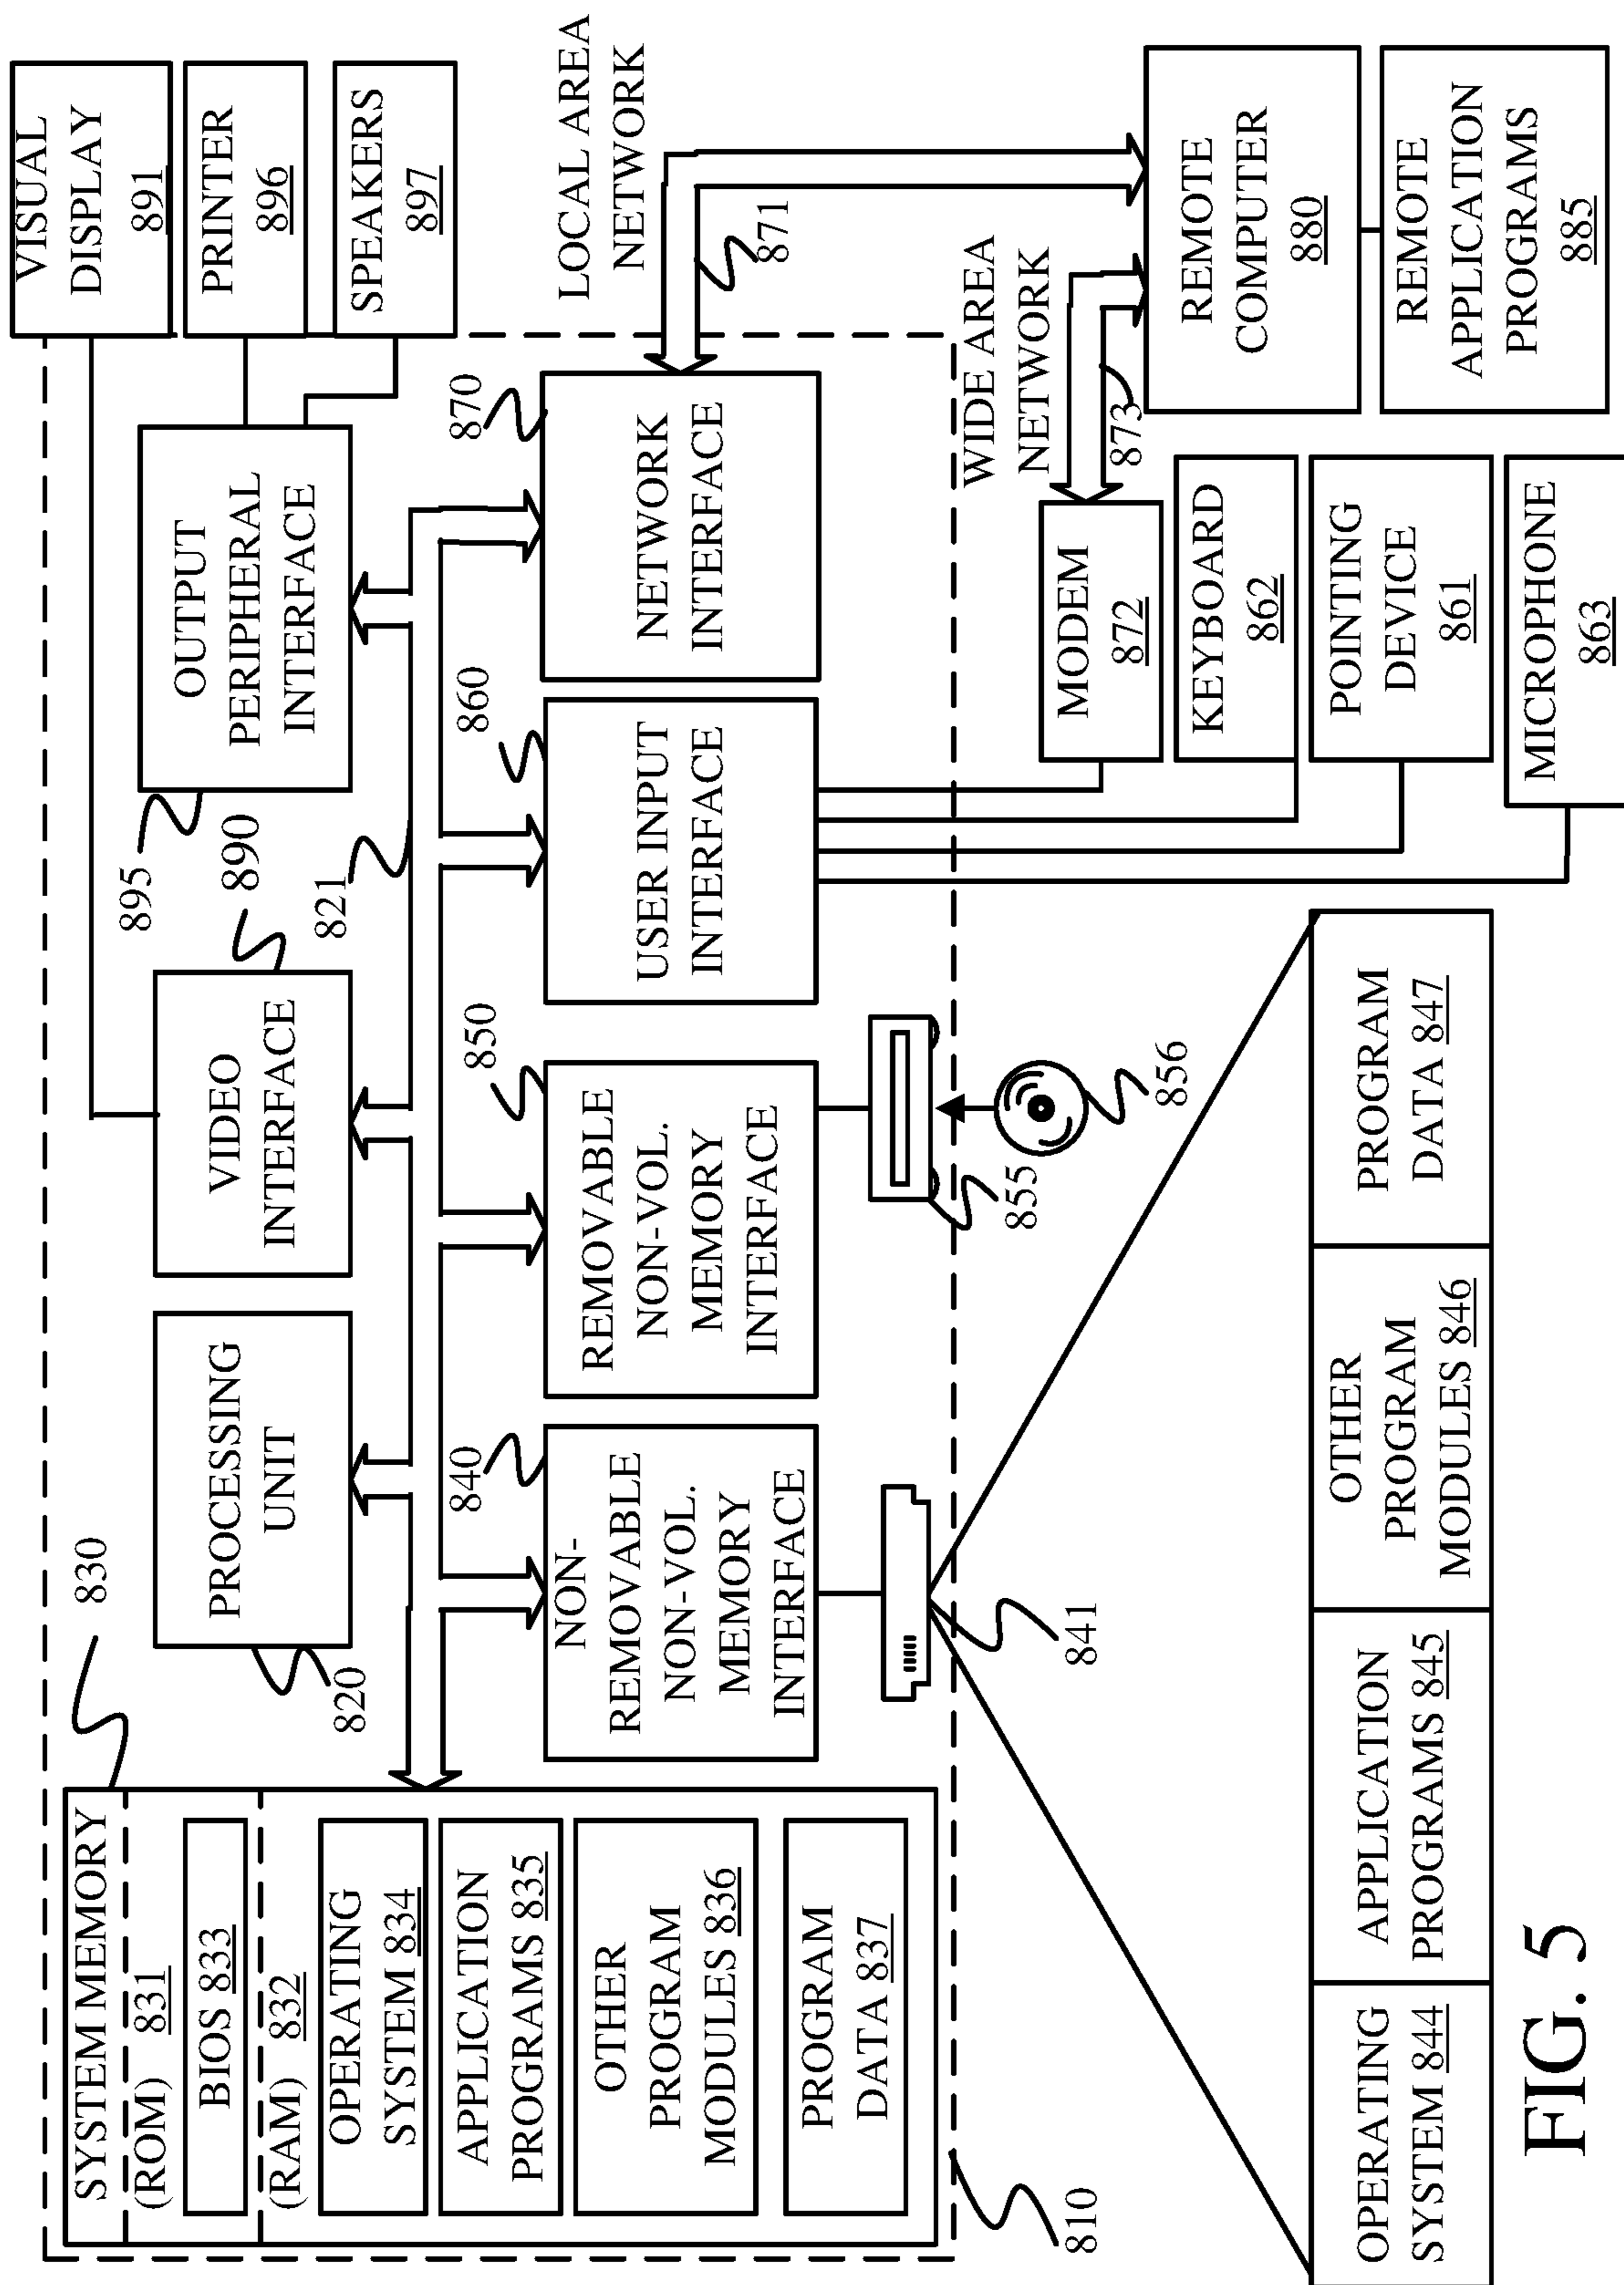 SYSTEM MEMORY
(ROM) 831
BIOS 833
(RAM) 832
OPERATING
SYSTEM 834
APPLICATION
PROGRAMS 835
OTHER
PROGRAM
MODULES 836
PROGRAM
DATA 837
830
820
PROCESSING
UNIT
VIDEO
INTERFACE
890
895
821
OUTPUT
PERIPHERAL
INTERFACE
VISUAL
DISPLAY
891
PRINTER
896
SPEAKERS
897
840
NON-
REMOVABLE
NON-VOL.
MEMORY
INTERFACE
850
REMOVABLE
NON-VOL.
MEMORY
INTERFACE
860
USER INPUT
INTERFACE
870
NETWORK
INTERFACE
LOCAL AREA
NETWORK
871
810
841
855
856
WIDE AREA
NETWORK
873
MODEM
872
KEYBOARD
862
POINTING
DEVICE
861
MICROPHONE
863
REMOTE
COMPUTER
880
REMOTE
APPLICATION
PROGRAMS
885
OPERATING
SYSTEM 844
APPLICATION
PROGRAMS 845
OTHER
PROGRAM
MODULES 846
PROGRAM
DATA 847
FIG. 5